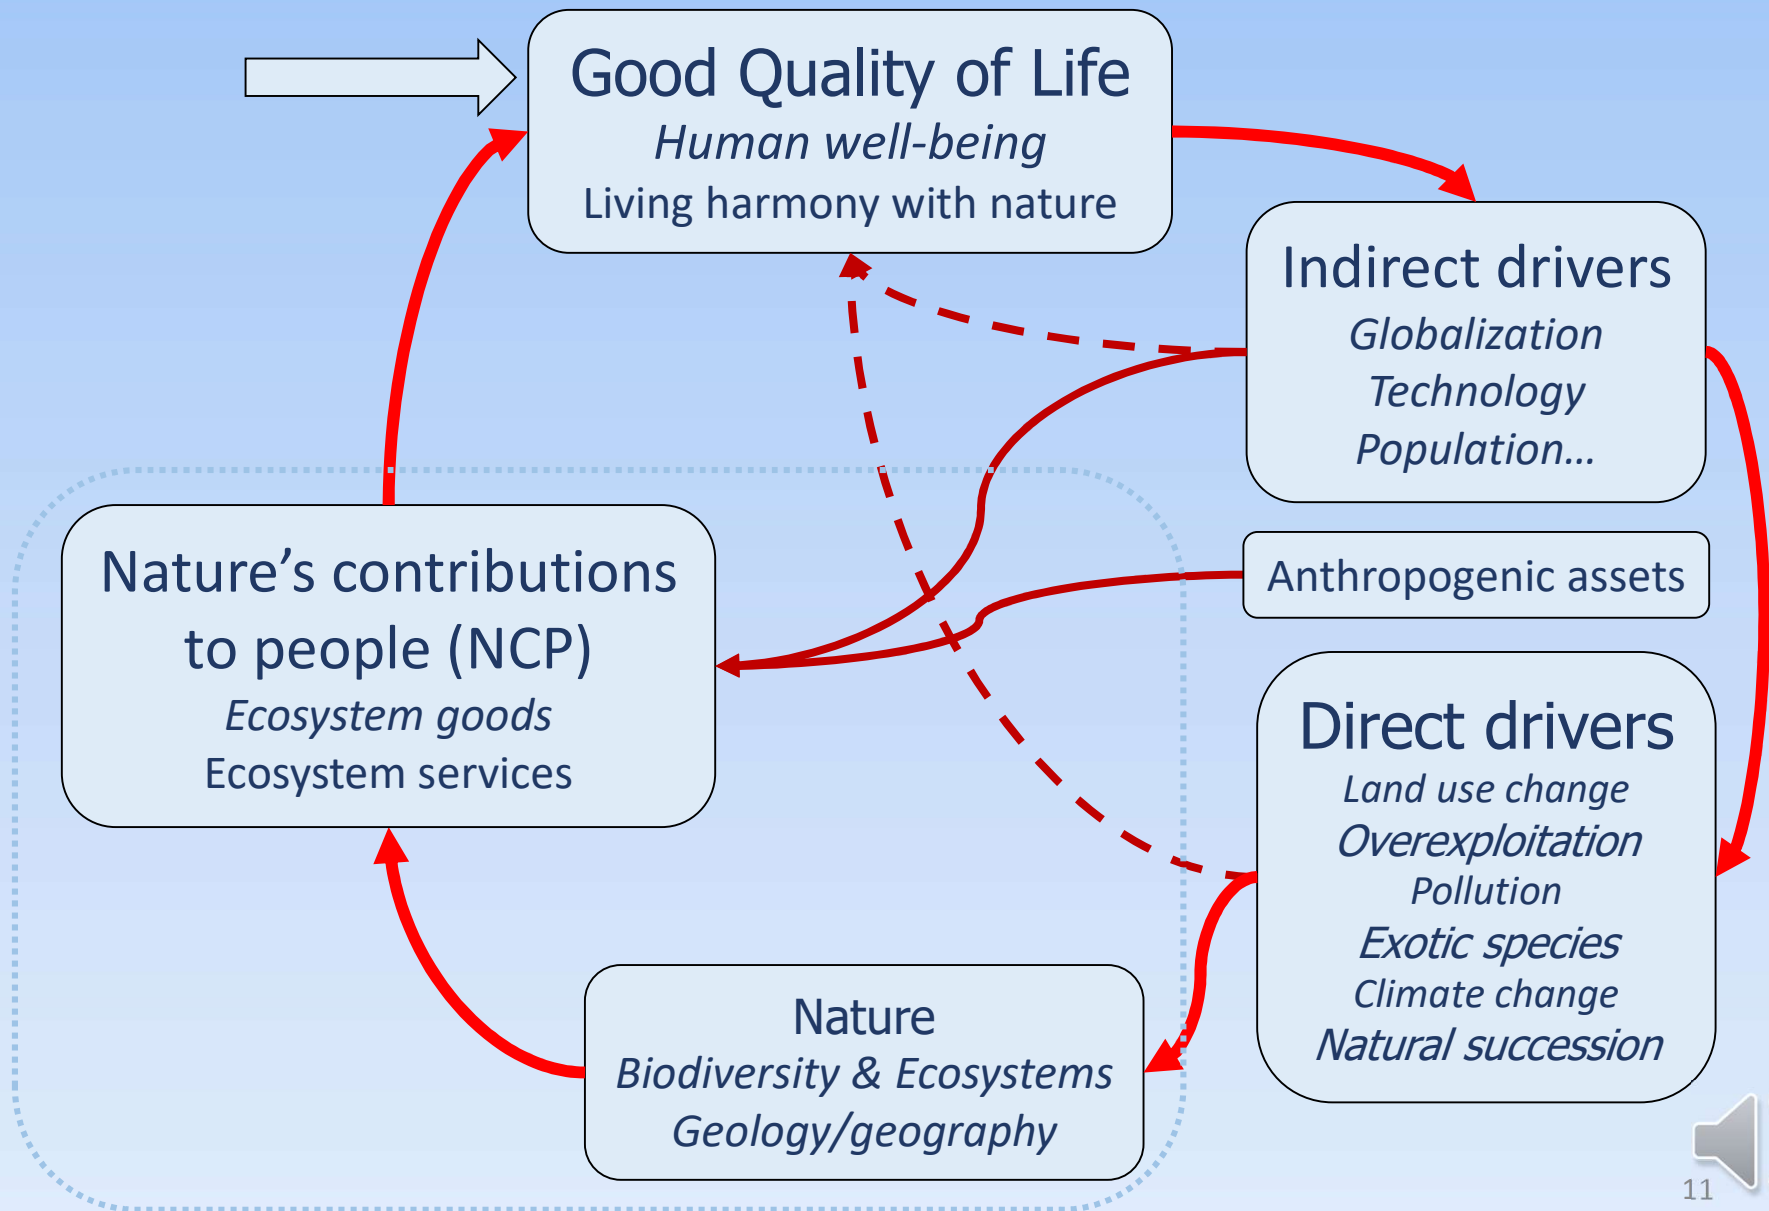 Good Quality of Life
Human well-being
Living harmony with nature
Indirect drivers
Globalization
Technology
Population...
Nature’s contributions
to people (NCP)
Ecosystem goods
Ecosystem services
Anthropogenic assets
Direct drivers
Land use change
Overexploitation
Pollution
Exotic species
Climate change
Natural succession
Nature
Biodiversity & Ecosystems
Geology/geography
11